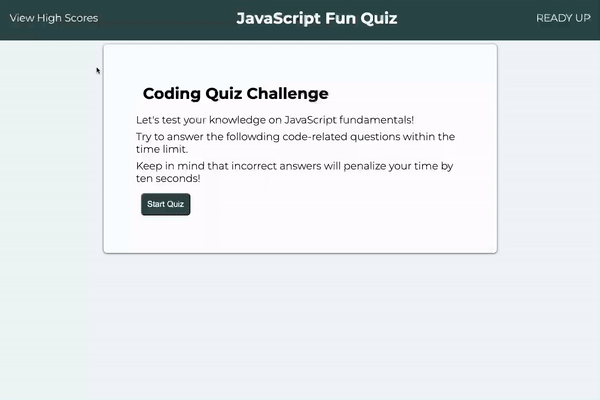 View High Scores
JavaScript Fun Quiz
READY UP
Coding Quiz Challenge
Let's test your knowledge on JavaScript fundamentals!
Try to answer the followding code-related questions within the
time limit.
Keep in mind that incorrect answers will penalize your time by
ten seconds!
Start Quiz